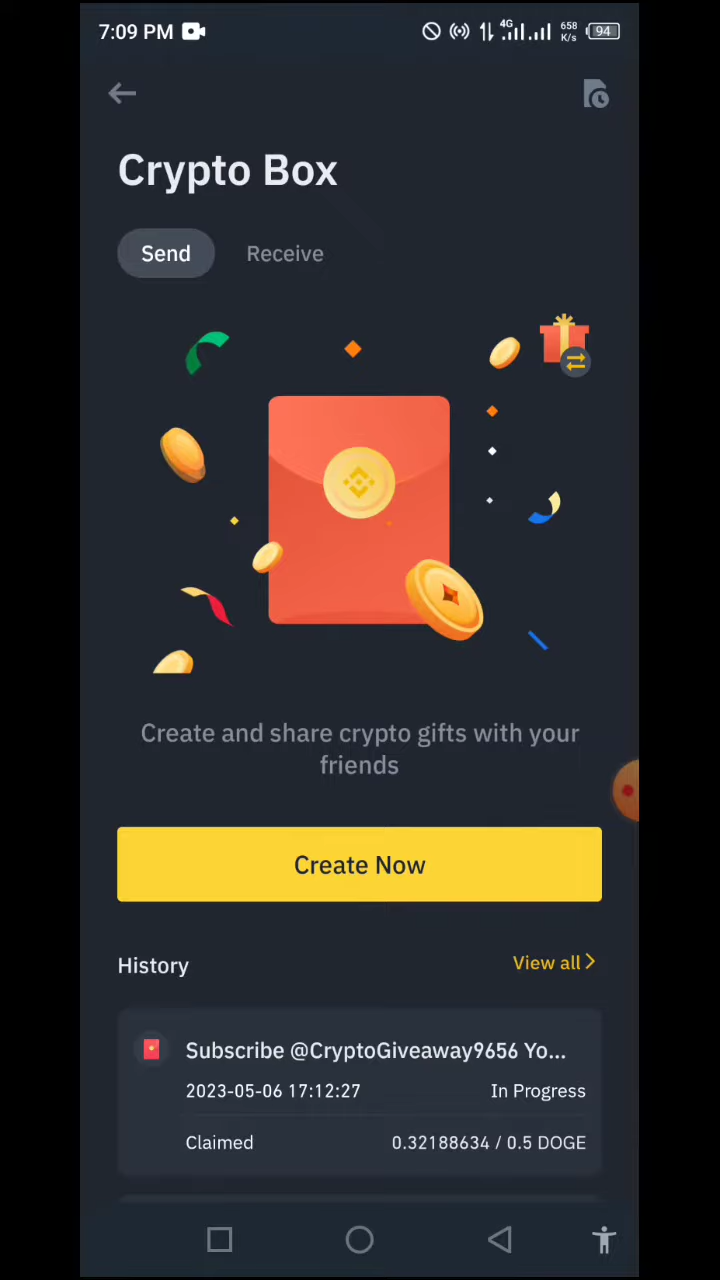 7:09 PM
4G
658
K/s
94
Crypto Box
Send Receive
Create and share crypto gifts with your
friends
Create Now
History View all
Subscribe @CryptoGiveaway9656 Yo...
2023-05-06 17:12:27 In Progress
Claimed 0.32188634 / 0.5 DOGE